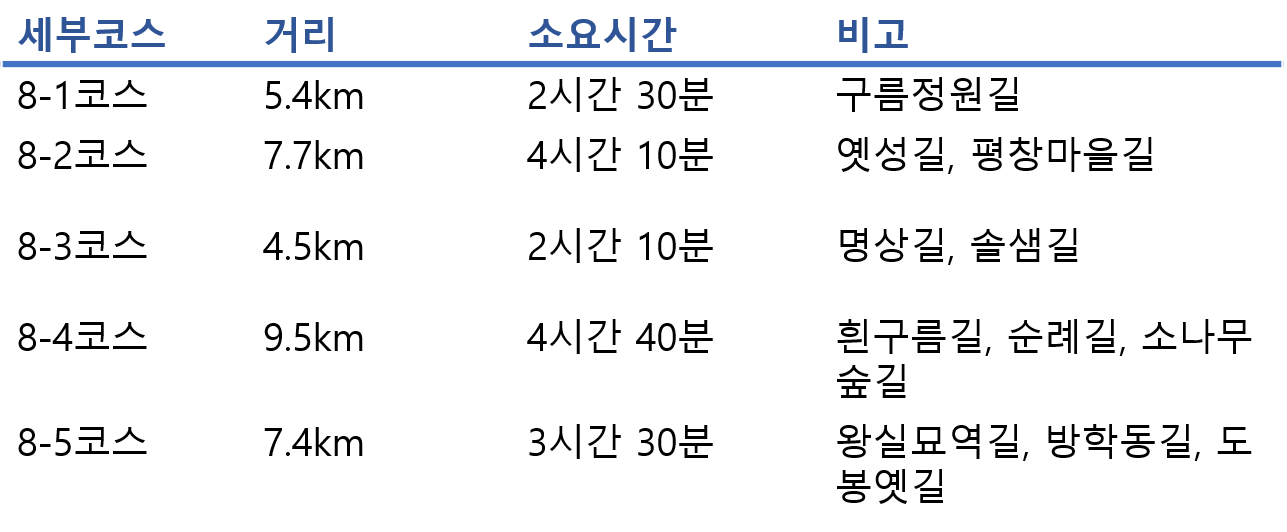 세부코스 거리 소요시간 비고
8-1코스 5.4km 2시간 30분 구름정원길
8-2코스 7.7km 4시간 10분 옛성길, 평창마을길
8-3코스 4.5km 2시간 10분 명상길, 솔샘길
8-4코스 9.5km 4시간 40분 흰구름길, 순례길, 소나무
숲길
8-5코스 7.4km 3시간 30분 왕실묘역길, 방학동길, 도
봉옛길